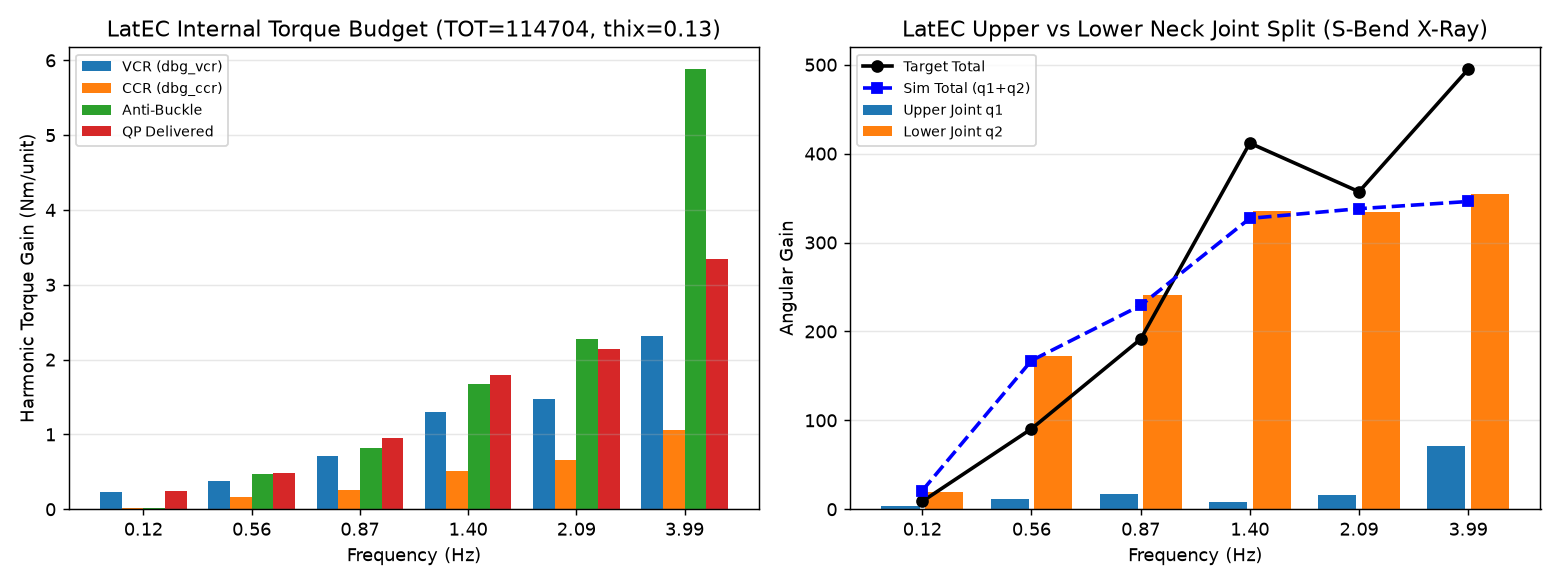 LatEC Internal Torque Budget (TOT=114704, thix=0.13)
VCR (dbg_vcr)
CCR (dbg_ccr)
Anti-Buckle
QP Delivered
Harmonic Torque Gain (Nm/unit)
6
5
4
3
2
1
0
0.12 0.56 0.87 1.40 2.09 3.99
Frequency (Hz)
LatEC Upper vs Lower Neck Joint Split (S-Bend X-Ray)
Target Total
Sim Total (q1+q2)
Upper Joint q1
Lower Joint q2
Angular Gain
500
400
300
200
100
0
0.12 0.56 0.87 1.40 2.09 3.99
Frequency (Hz)